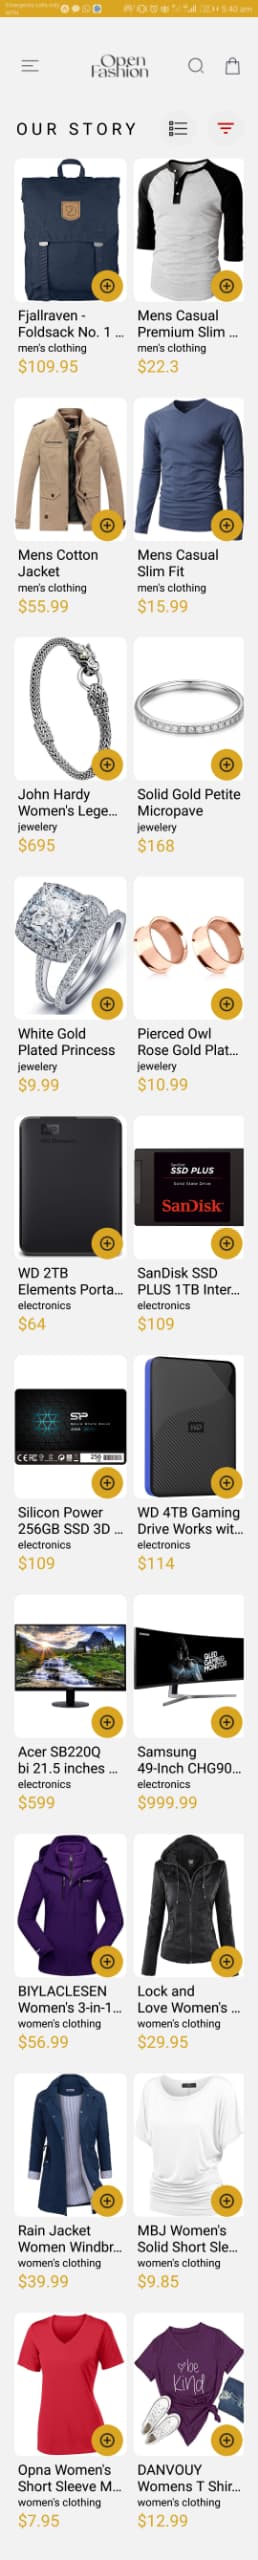 Emergency calls only
5:40 am
Open
Fashion
OUR STORY
Fjallraven -
Foldsack No. 1 ...
men's clothing
$109.95
Mens Casual
Premium Slim ...
men's clothing
$22.3
Mens Cotton
Jacket
men's clothing
$55.99
Mens Casual
Slim Fit
men's clothing
$15.99
John Hardy
Women's Lege...
jewelery
$695
Solid Gold Petite
Micropave
jewelery
$168
White Gold
Plated Princess
jewelery
$9.99
Pierced Owl
Rose Gold Plat...
jewelery
$10.99
WD 2TB
Elements Porta...
electronics
$64
SSD PLUS
Solid State Drive
SanDisk
SanDisk SSD
PLUS 1TB Inter...
electronics
$109
SP
Silicon Power
256GB SSD 3D ...
electronics
$109
WD
WD 4TB Gaming
Drive Works wit...
electronics
$114
Acer SB220Q
bi 21.5 inches ...
electronics
$599
QLED
GAMING
MONITOR
Samsung
49-Inch CHG90...
electronics
$999.99
BIYLACLESEN
Women's 3-in-1...
women's clothing
$56.99
Lock and
Love Women's ...
women's clothing
$29.95
Rain Jacket
Women Windbr...
women's clothing
$39.99
MBJ Women's
Solid Short Sle...
women's clothing
$9.85
Opna Women's
Short Sleeve M...
women's clothing
$7.95
be
kind
DANVOUY
Womens T Shir...
women's clothing
$12.99